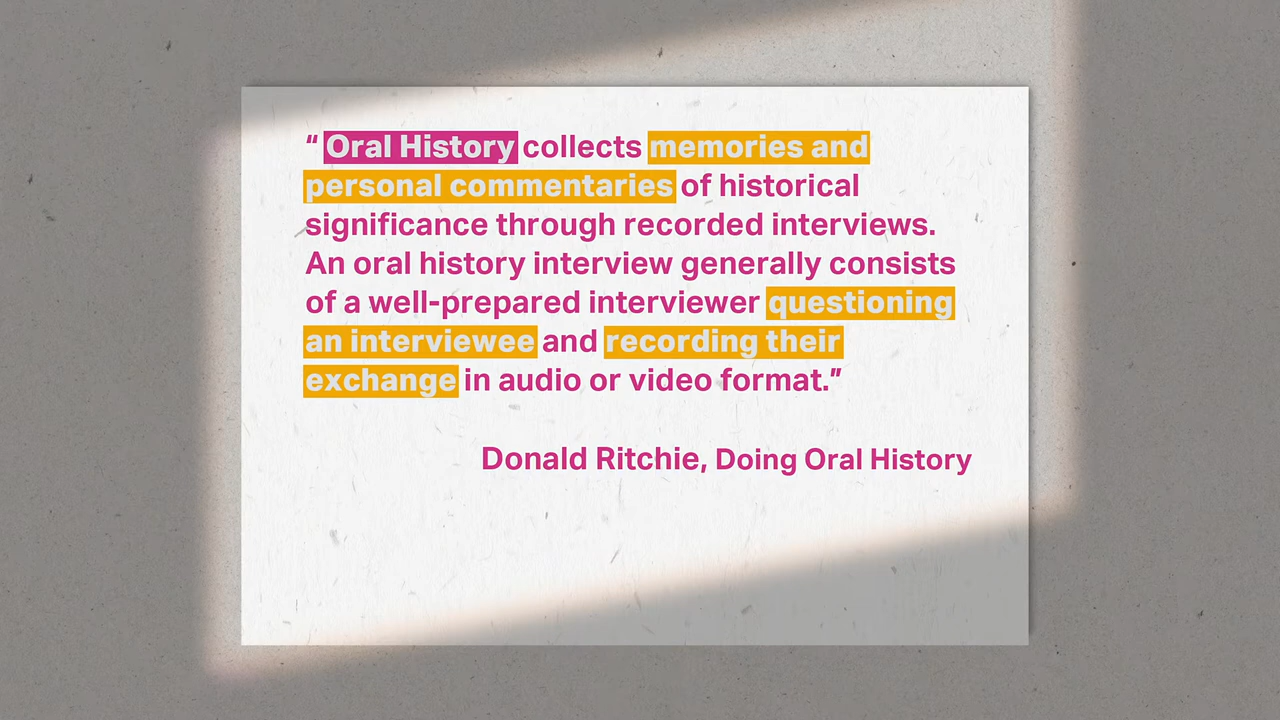 “ Oral History collects memories and
personal commentaries of historical
significance through recorded interviews.
An oral history interview generally consists
of a well-prepared interviewer questioning
an interviewee and recording their
exchange in audio or video format.”
Donald Ritchie, Doing Oral History